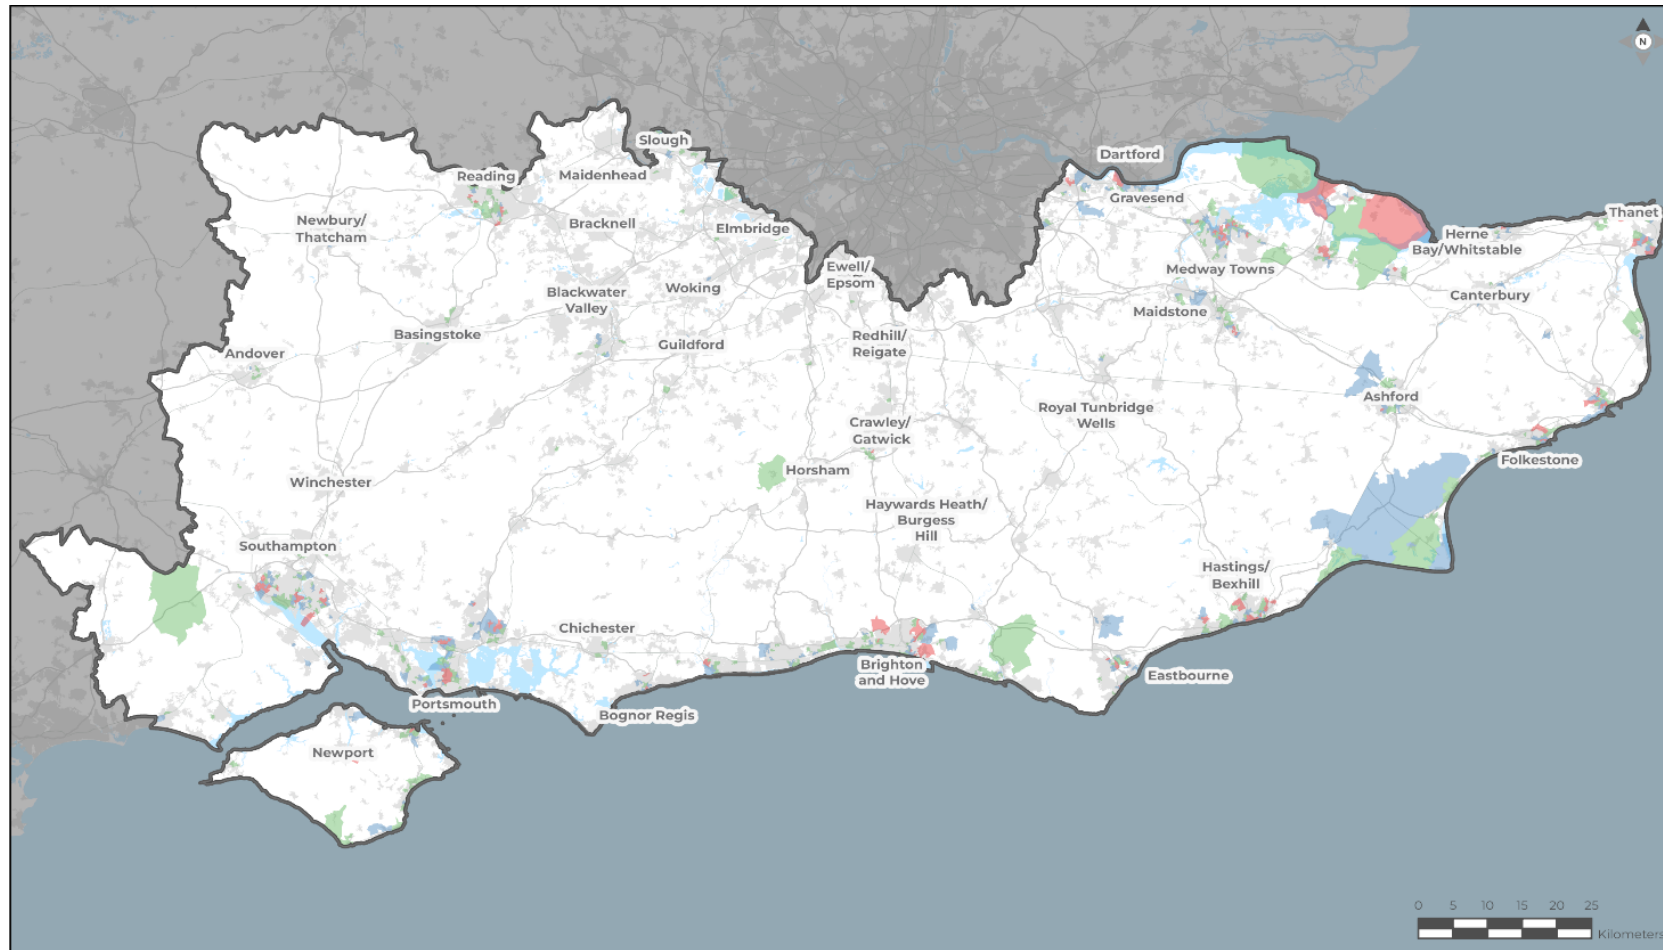 N
Slough
Dartford
Reading
Maidenhead
Gravesend
Newbury/
Thatcham
Bracknell
Elmbridge
Thanet
Herne
Bay/Whitstable
Ewell/
Epsom
Medway Towns
Blackwater
Valley
Woking
Canterbury
Maidstone
Basingstoke
Redhill/
Reigate
Guildford
Andover
Ashford
Royal Tunbridge
Wells
Crawley/
Gatwick
Folkestone
Horsham
Winchester
Haywards Heath/
Burgess
Hill
Southampton
Hastings/
Bexhill
Chichester
Brighton
and Hove
Eastbourne
Portsmouth
Bognor Regis
Newport
0 5 10 15 20 25
Kilometers